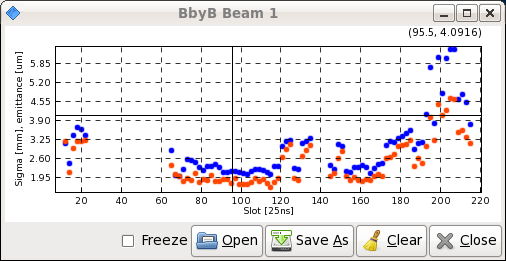 BbyB Beam 1
(95.5, 4.0916)
Sigma [mm], emittance [um]
5.85
5.20
4.55
3.90
3.25
2.60
1.95
20 40 60 80 100 120 140 160 180 200 220
Slot [25ns]
Freeze Open Save As Clear Close